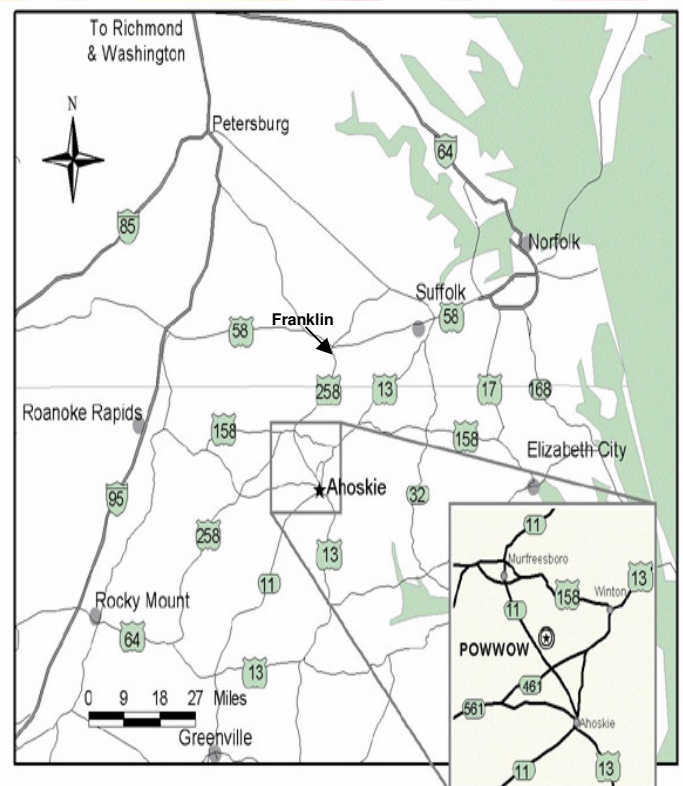 To Richmond
& Washington
N
Petersburg
64
85
Norfolk
Suffolk
Franklin
58
58
258
13
17
168
Roanoke Rapids
158
158
Elizabeth City
Ahoskie
95
32
258
13
11
11
Murfreesboro
13
158
Winton
11
Rocky Mount
64
POWWOW
461
13
561
0 9 18 27 Miles
Ahoskie
Greenville
11
13